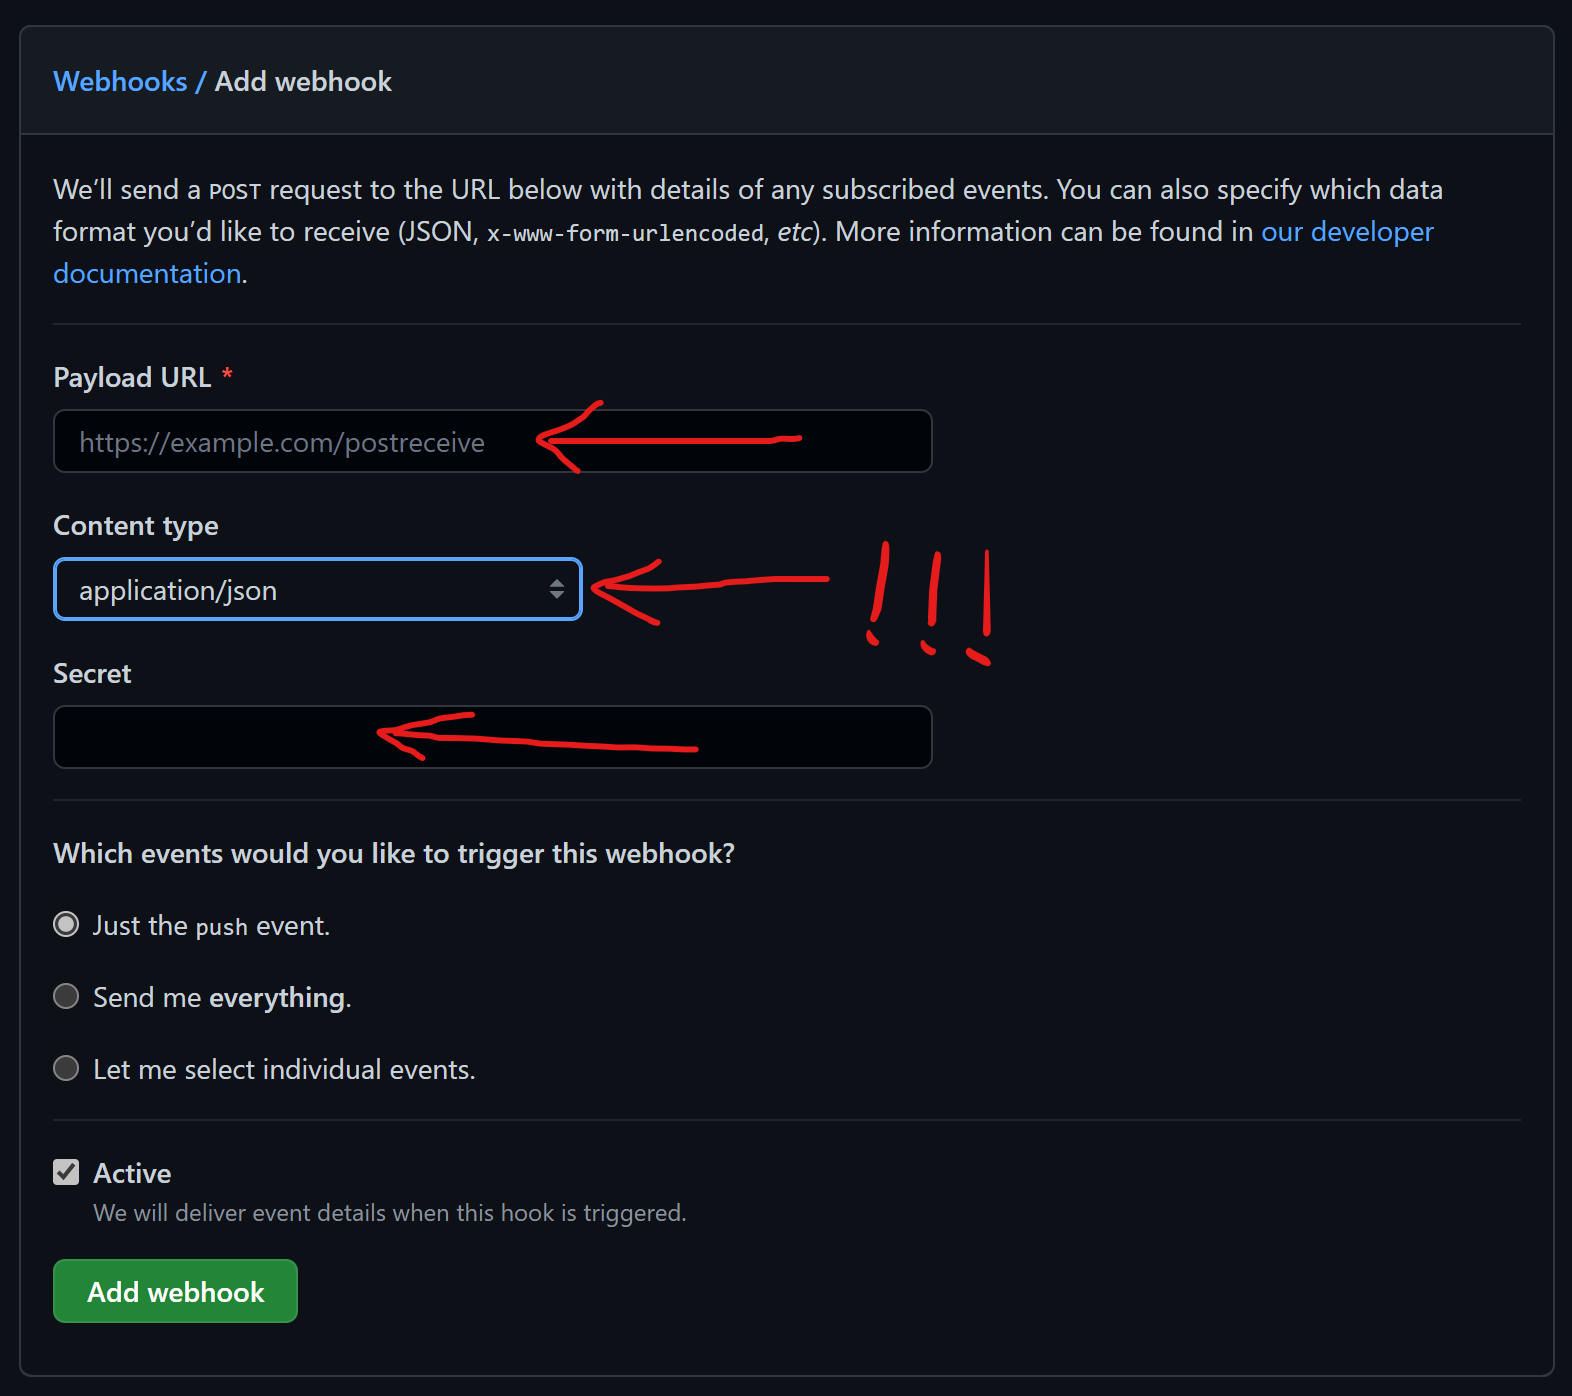 Webhooks / Add webhook
We’ll send a POST request to the URL below with details of any subscribed events. You can also specify which data
format you’d like to receive (JSON, x-www-form-urlencoded, etc). More information can be found in our developer
documentation.
Payload URL *
https://example.com/postreceive
Content type
application/json
! ! !
Secret
Which events would you like to trigger this webhook?
Just the push event.
Send me everything.
Let me select individual events.
Active
We will deliver event details when this hook is triggered.
Add webhook